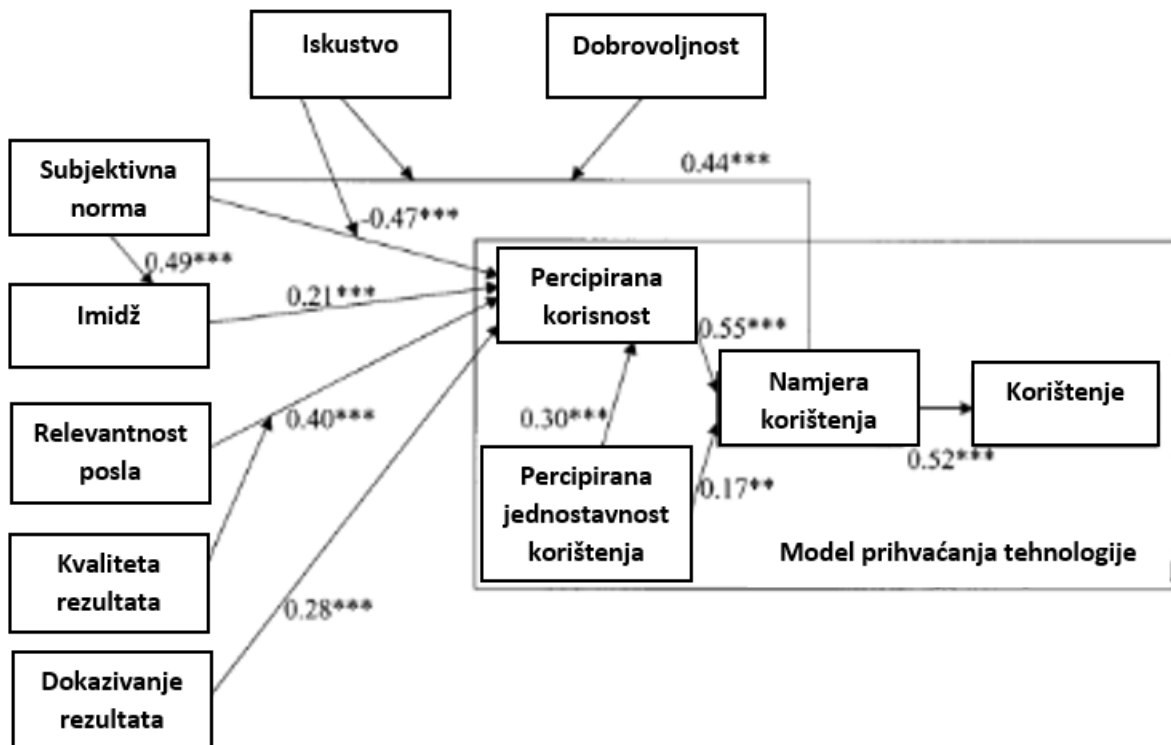 Iskustvo
Dobrovoljnost
Subjektivna
norma
0.44***
-0.47***
0.49***
Imidž
0.21***
Percipirana
korisnost
0.55***
Namjera
korištenja
Korištenje
0.52***
Relevantnost
posla
0.40***
0.30***
Percipirana
jednostavnost
korištenja
0.17**
Model prihvaćanja tehnologije
Kvaliteta
rezultata
0.28***
Dokazivanje
rezultata